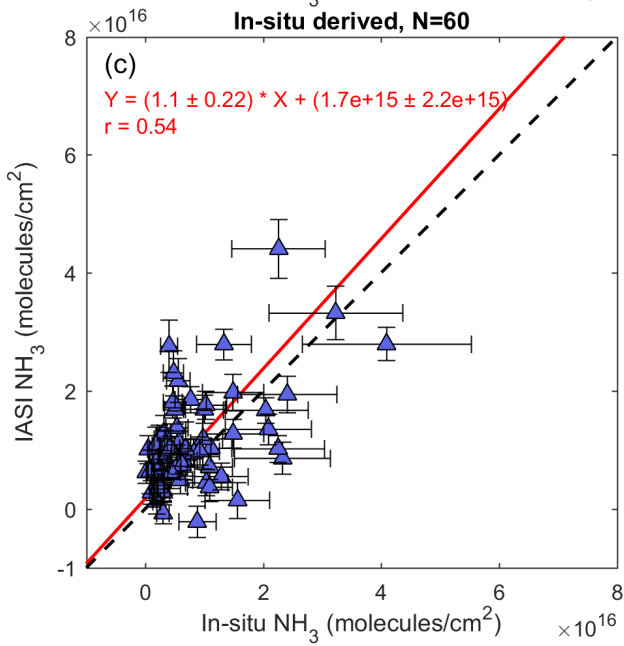 ×10^16
In-situ derived, N=60
(c)
Y = (1.1 ± 0.22) * X + (1.7e+15 ± 2.2e+15)
r = 0.54
8
6
4
2
0
-1
IASI NH₃ (molecules/cm²)
0 2 4 6 8
In-situ NH₃ (molecules/cm²)
×10^16